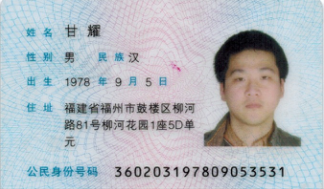 姓名 甘耀
性别 男 民族 汉
出生 1978 年 9 月 5 日
住址 福建省福州市鼓楼区柳河
路81号柳河花园1座5D单
元
公民身份号码 360203197809053531